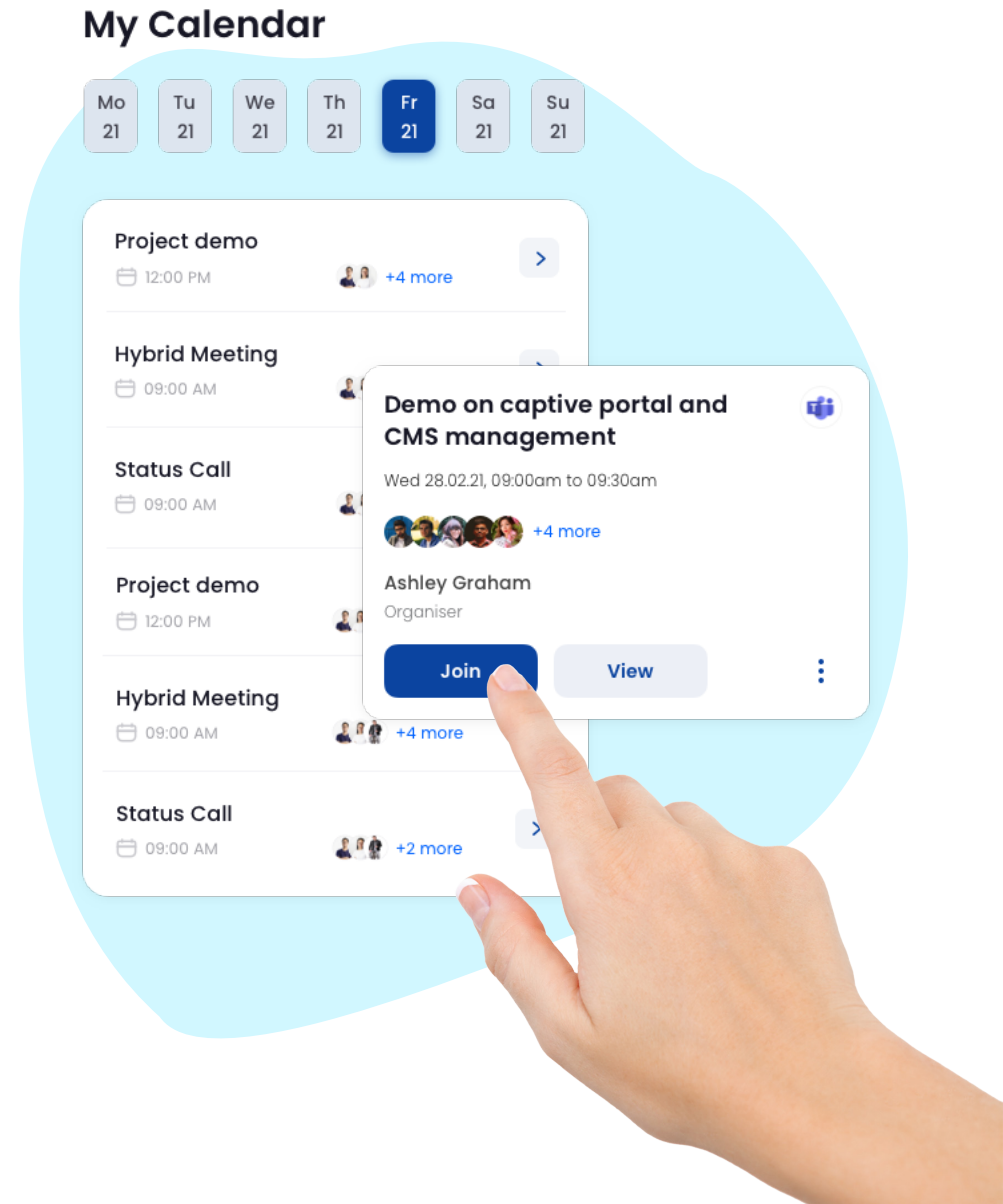 My Calendar
Mo Tu We Th Fr Sa Su
21 21 21 21 21 21 21
Project demo
12:00 PM +4 more
Hybrid Meeting
09:00 AM
Status Call
09:00 AM
Project demo
12:00 PM
Hybrid Meeting
09:00 AM +4 more
Status Call
09:00 AM +2 more
Demo on captive portal and
CMS management
T
Wed 28.02.21, 09:00am to 09:30am
+4 more
Ashley Graham
Organiser
Join View